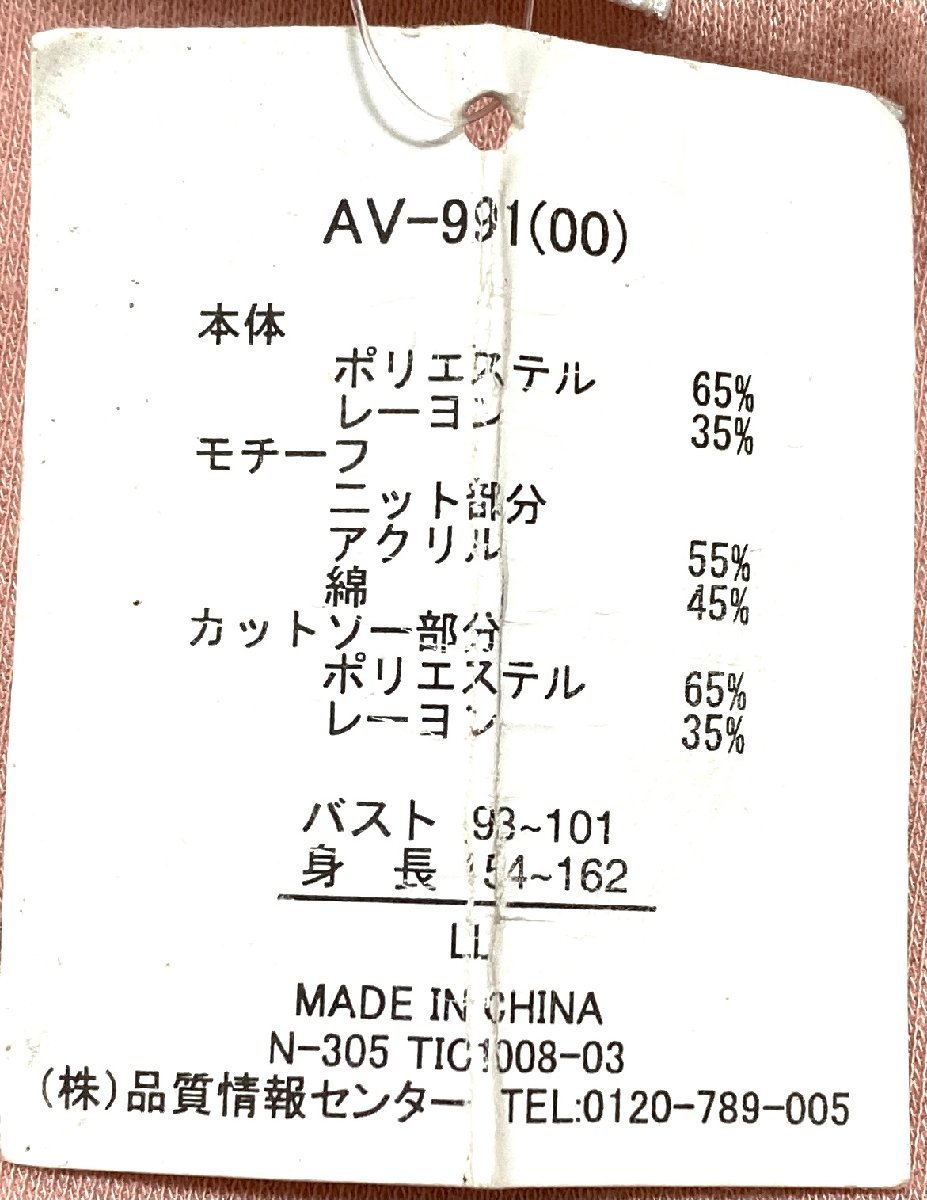 AV-991(00)
本体
ポリエステル 65%
レーヨン 35%
モチーフ
ニット部分
アクリル 55%
綿 45%
カットソー部分
ポリエステル 65%
レーヨン 35%
バスト 93~101
身 長 154~162
LL
MADE IN CHINA
N-305 TIC1008-03
(株)品質情報センター TEL:0120-789-005